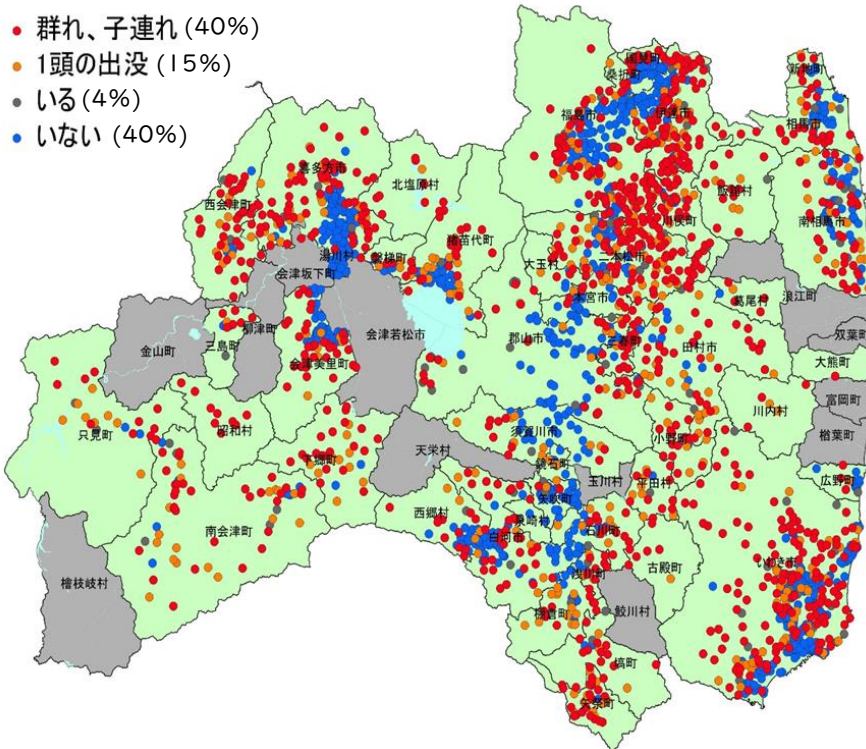 群れ、子連れ (40%)
1頭の出没 (15%)
いる (4%)
いない (40%)
国見町
桑折町
新地町
福島市
伊達市
相馬市
喜多方市
北塩原村
飯舘村
西会津町
川俣町
南相馬市
猪苗代町
湯川村
磐梯町
大玉村
二本松市
会津坂下町
本宮市
葛尾村
浪江町
柳津町
会津若松市
郡山市
三春町
双葉町
金山町
三島町
田村市
大熊町
会津美里町
富岡町
川内村
只見町
昭和村
須賀川市
小野町
楢葉町
天栄村
下郷町
鏡石町
玉川村
平田村
広野町
矢吹町
西郷村
泉崎村
南会津町
白河市
石川町
いわき市
古殿町
浅川町
檜枝岐村
棚倉町
鮫川村
塙町
矢祭町